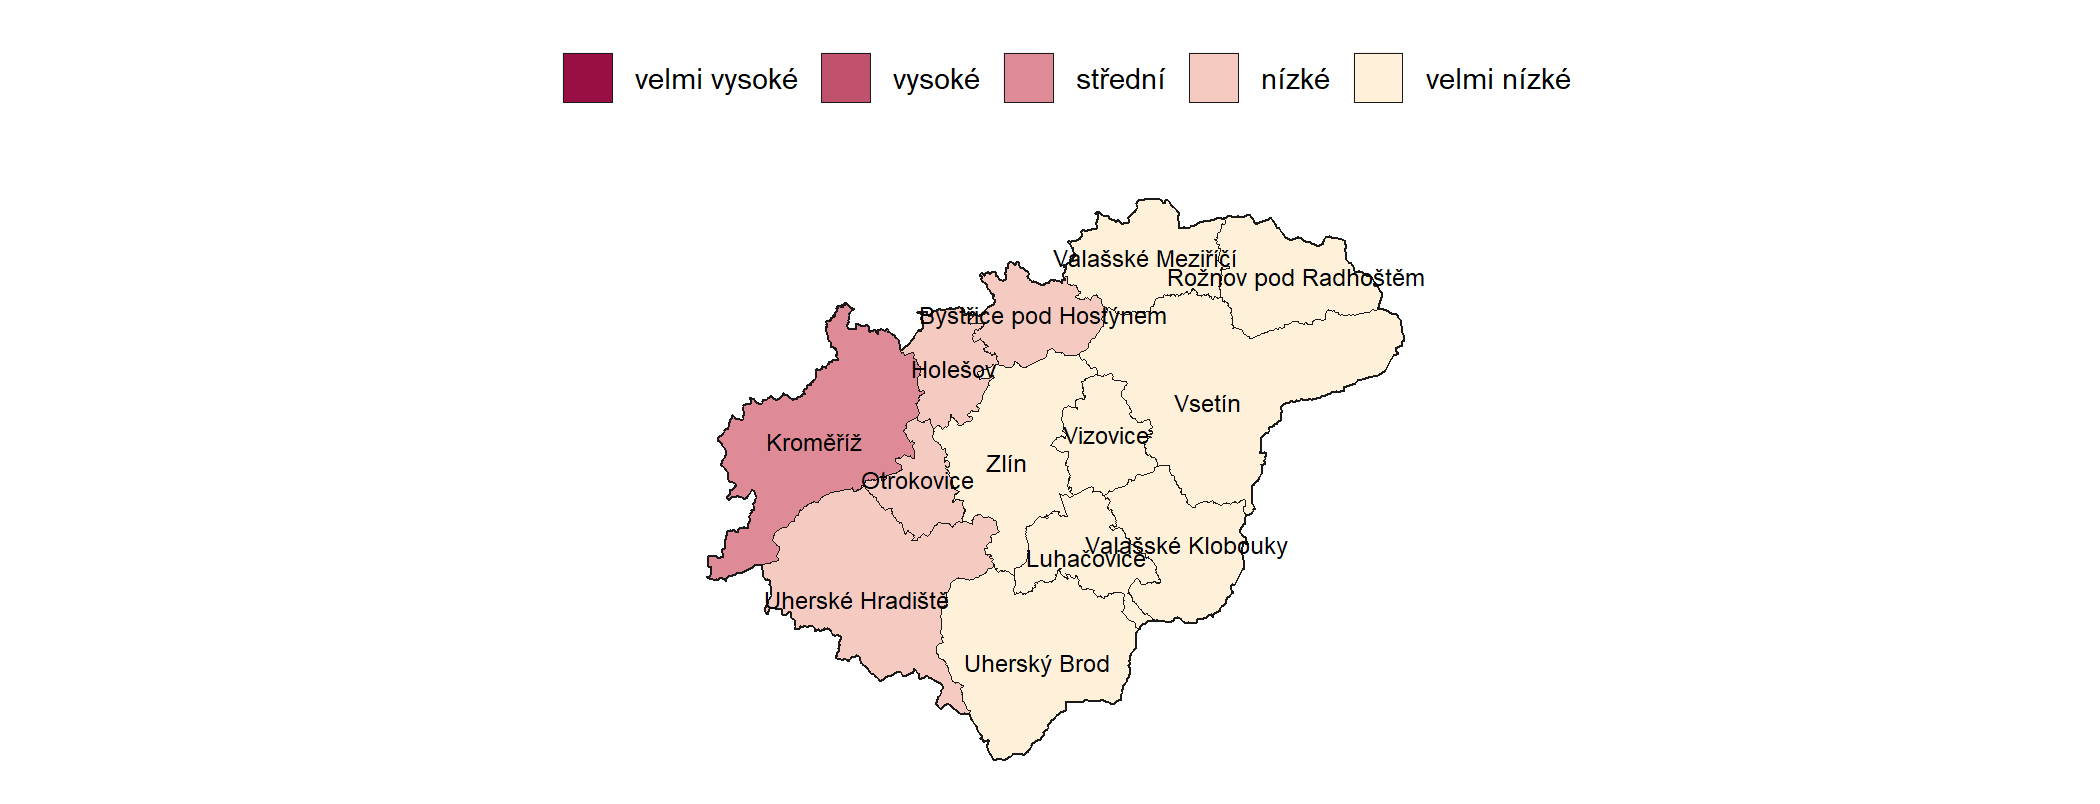 velmi vysoké
vysoké
střední
nízké
velmi nízké
Valašské Meziříčí
Rožnov pod Radhoštěm
Bystřice pod Hostýnem
Holešov
Vsetín
Vizovice
Kroměříž
Zlín
Otrokovice
Valašské Klobouky
Luhačovice
Uherské Hradiště
Uherský Brod